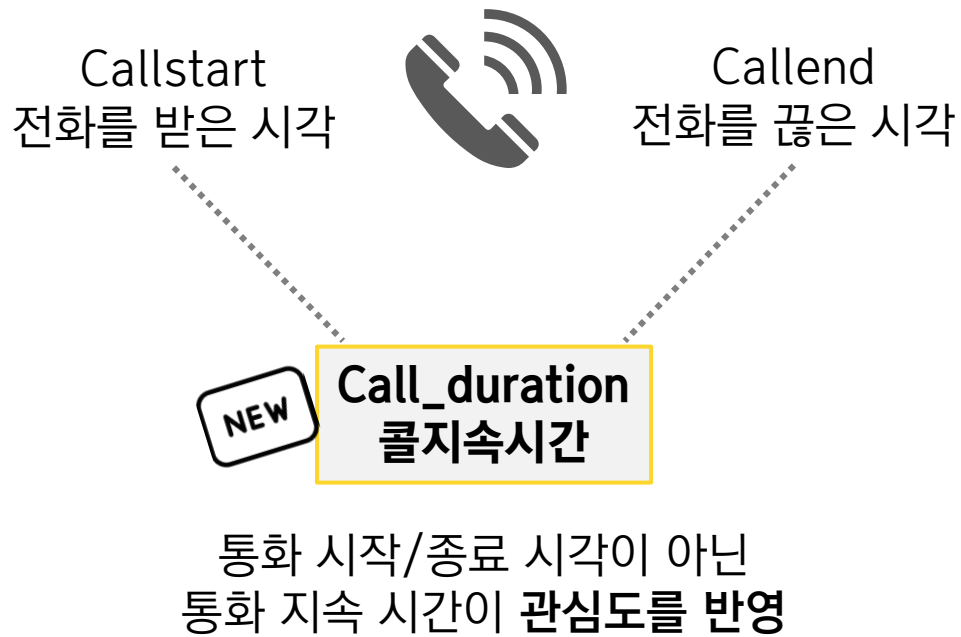 Callstart
전화를 받은 시각
Callend
전화를 끊은 시각
NEW
Call_duration
콜지속시간
통화 시작/종료 시각이 아닌
통화 지속 시간이 관심도를 반영